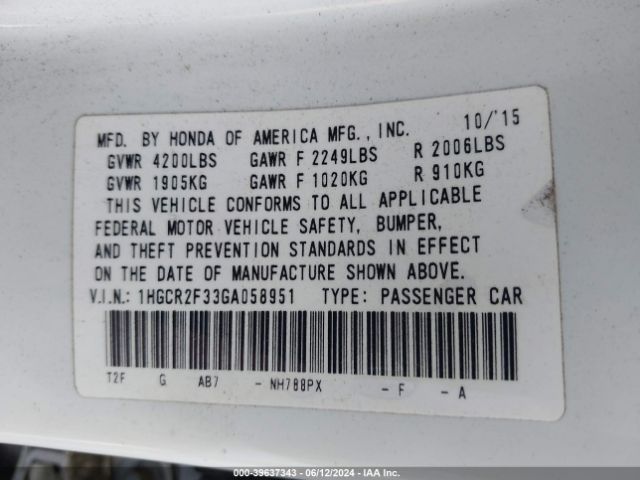 MFD. BY HONDA OF AMERICA MFG., INC. 10/'15
GVWR 4200LBS GAWR F 2249LBS R 2006LBS
GVWR 1905KG GAWR F 1020KG R 910KG
THIS VEHICLE CONFORMS TO ALL APPLICABLE
FEDERAL MOTOR VEHICLE SAFETY, BUMPER,
AND THEFT PREVENTION STANDARDS IN EFFECT
ON THE DATE OF MANUFACTURE SHOWN ABOVE.
V.I.N.: 1HGCR2F33GA058951 TYPE: PASSENGER CAR
T2F G AB7 - NH788PX - F - A
000-39637343 - 06/12/2024 - IAAI.com